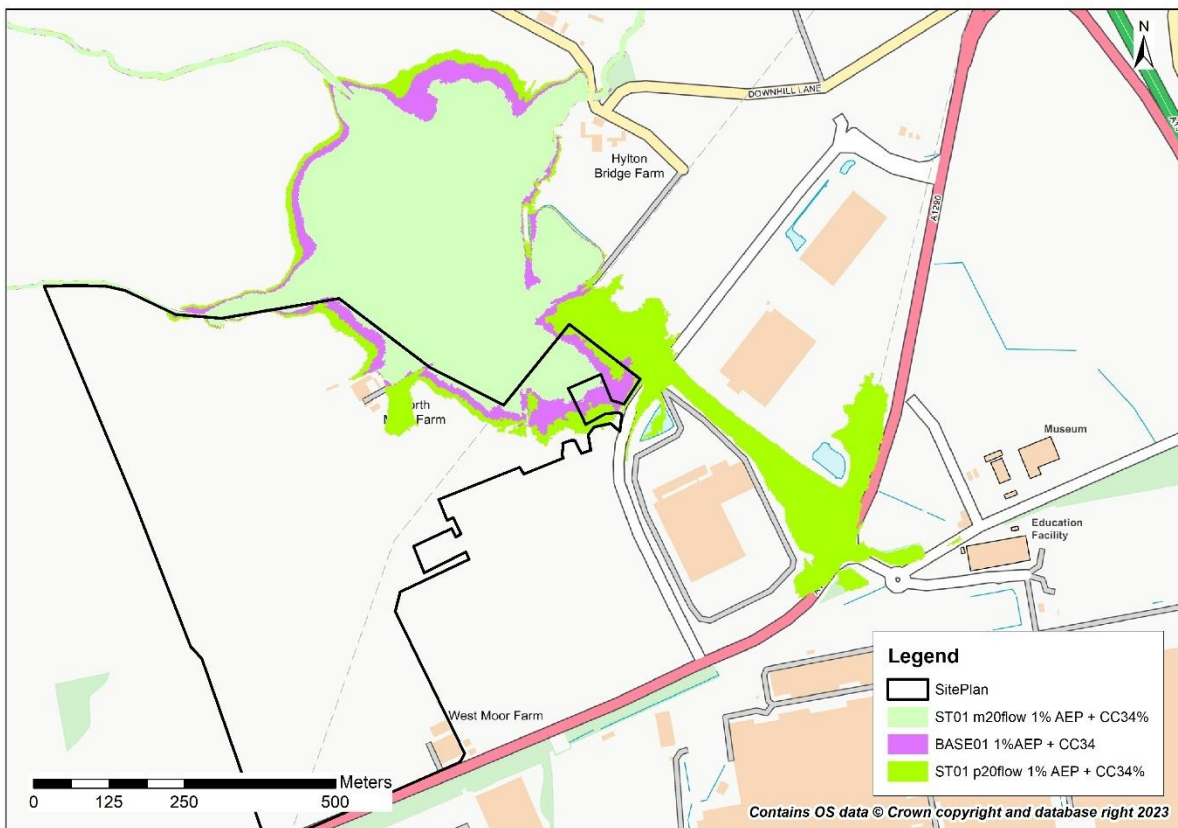 N
DOWNHILL LANE
Hylton
Bridge Farm
A1290
Museum
Education
Facility
Farm
West Moor Farm
Meters
0 125 250 500
Legend
SitePlan
ST01 m20flow 1% AEP + CC34%
BASE01 1%AEP + CC34
ST01 p20flow 1% AEP + CC34%
Contains OS data © Crown copyright and database right 2023